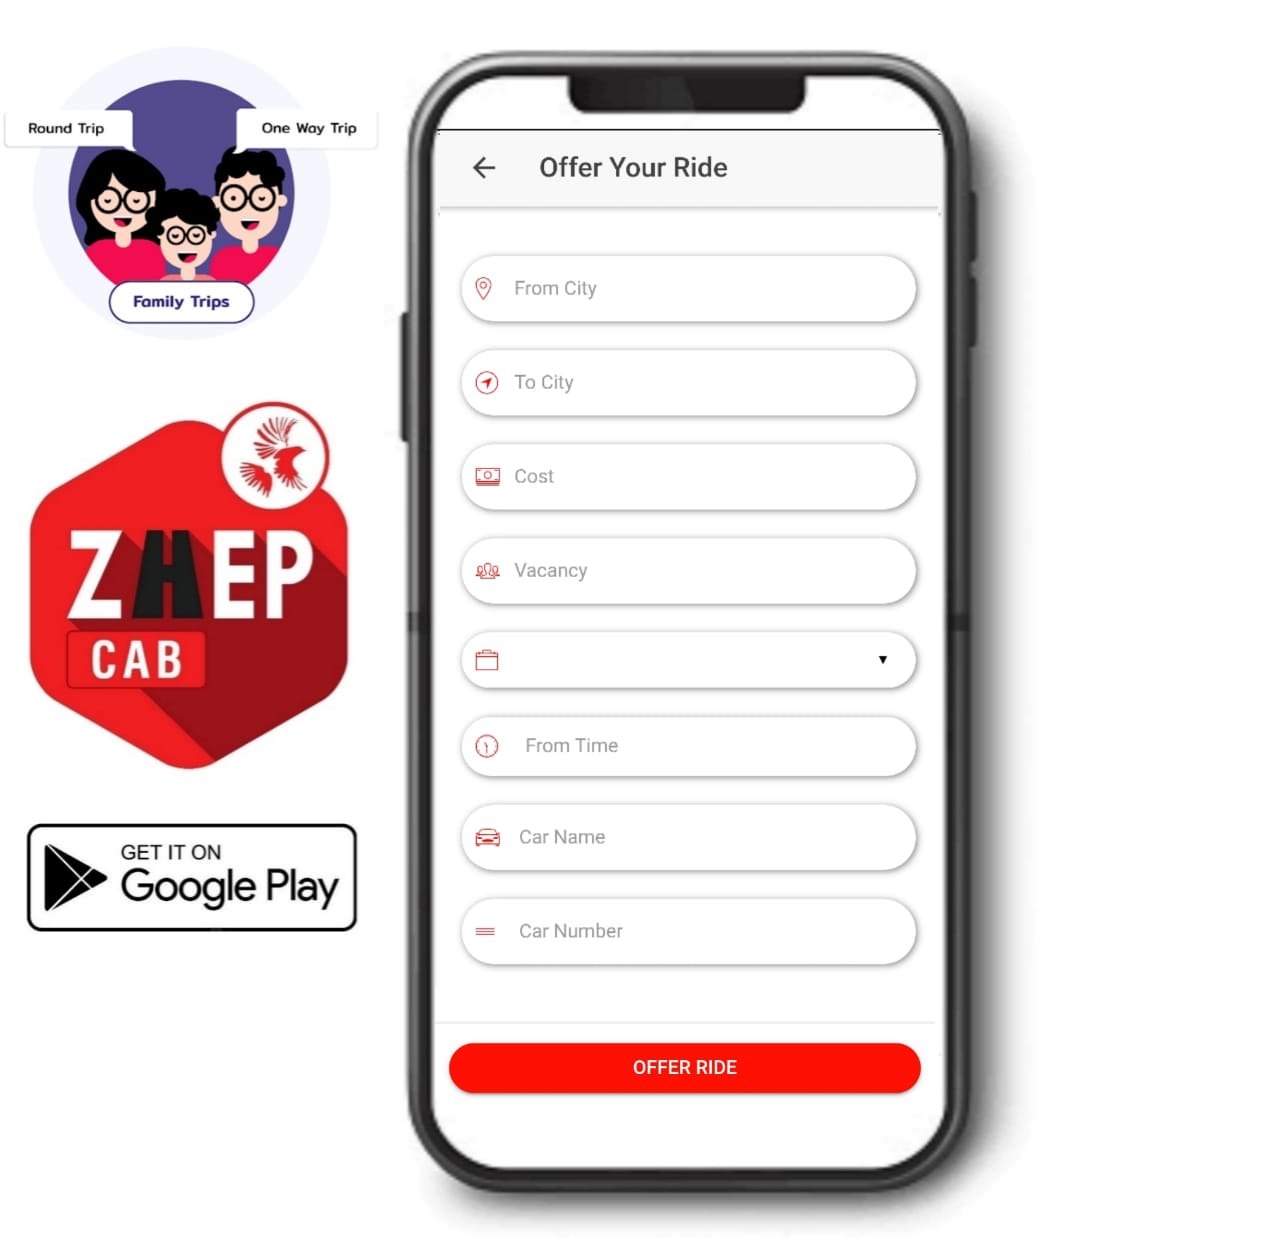 Round Trip
One Way Trip
Family Trips
ZHEP
CAB
GET IT ON
Google Play
Offer Your Ride
From City
To City
Cost
Vacancy
From Time
Car Name
Car Number
OFFER RIDE